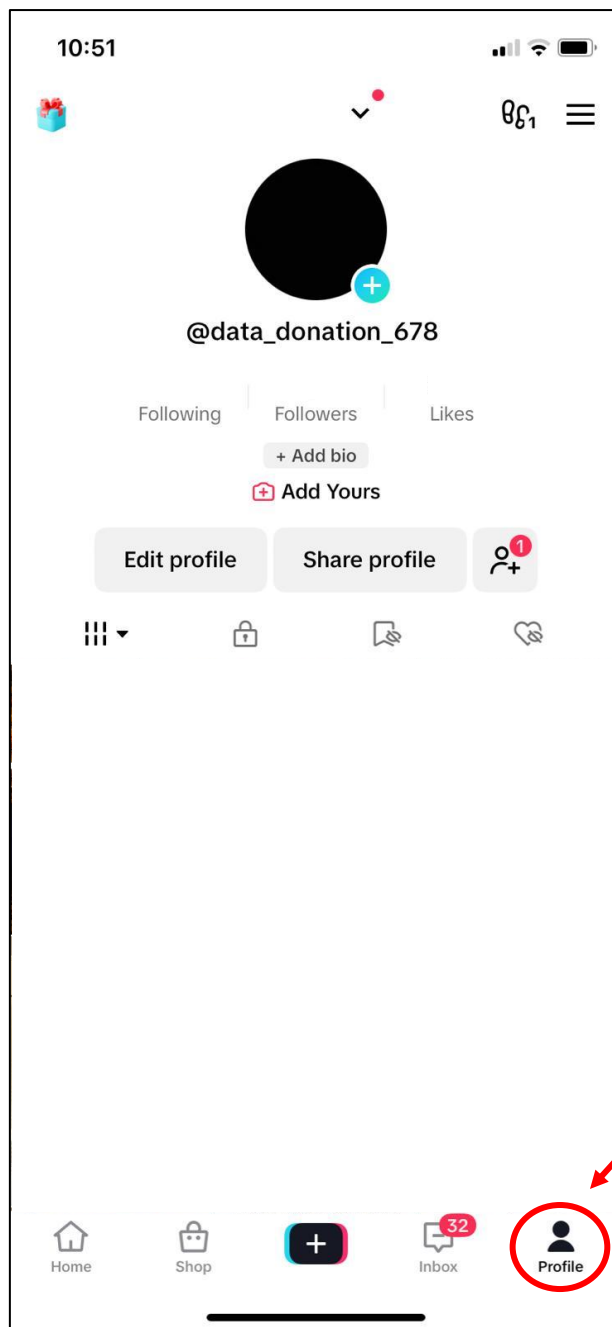 10:51
1
@data_donation_678
Following Followers Likes
+ Add bio
Add Yours
Edit profile Share profile 1
32
Home Shop Inbox Profile